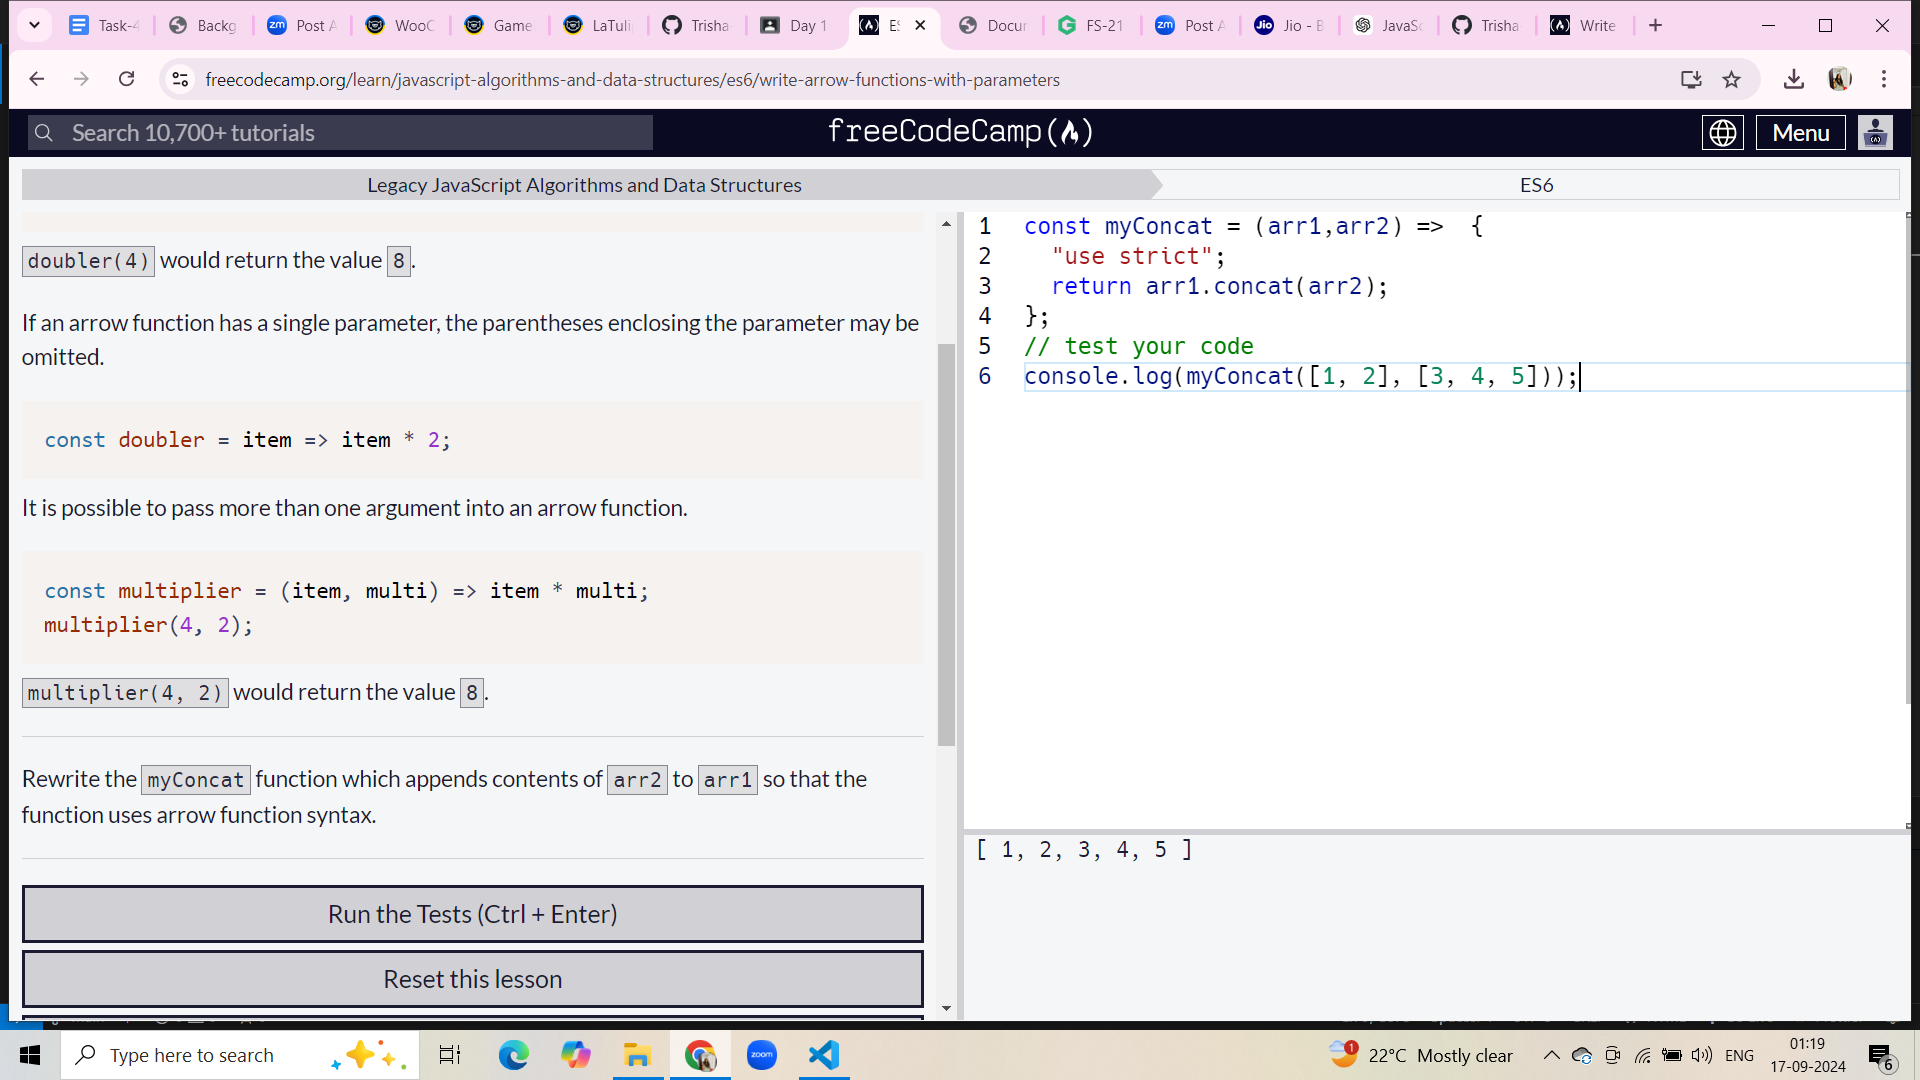 Task-4
Backg
Post A
WooC
Game
LaTuli
Trisha
Day 1
ES
Docur
FS-21
Post A
Jio - B
JavaSc
Trisha
Write
freecodecamp.org/learn/javascript-algorithms-and-data-structures/es6/write-arrow-functions-with-parameters
Search 10,700+ tutorials
freeCodeCamp
Menu
Legacy JavaScript Algorithms and Data Structures
ES6
doubler(4) would return the value 8.
If an arrow function has a single parameter, the parentheses enclosing the parameter may be
omitted.
const doubler = item => item * 2;
It is possible to pass more than one argument into an arrow function.
const multiplier = (item, multi) => item * multi;
multiplier(4, 2);
multiplier(4, 2) would return the value 8.
Rewrite the myConcat function which appends contents of arr2 to arr1 so that the
function uses arrow function syntax.
Run the Tests (Ctrl + Enter)
Reset this lesson
1 const myConcat = (arr1,arr2) =>  {
2   "use strict";
3   return arr1.concat(arr2);
4 };
5 // test your code
6 console.log(myConcat([1, 2], [3, 4, 5]));
[ 1, 2, 3, 4, 5 ]
Type here to search
zoom
1
22°C Mostly clear
ENG
01:19
17-09-2024
6